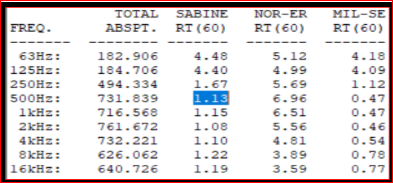 TOTAL SABINE NOR-ER MIL-SE
FREQ. ABSPT. RT(60) RT(60) RT(60)
------- -------- ------- ------- -------
63Hz: 182.906 4.48 5.12 4.18
125Hz: 184.706 4.40 4.99 4.09
250Hz: 494.334 1.67 5.69 1.12
500Hz: 731.839 1.13 6.96 0.47
1kHz: 716.568 1.15 6.51 0.47
2kHz: 761.672 1.08 5.56 0.46
4kHz: 732.221 1.10 4.81 0.54
8kHz: 626.062 1.22 3.89 0.78
16kHz: 640.726 1.19 3.59 0.77